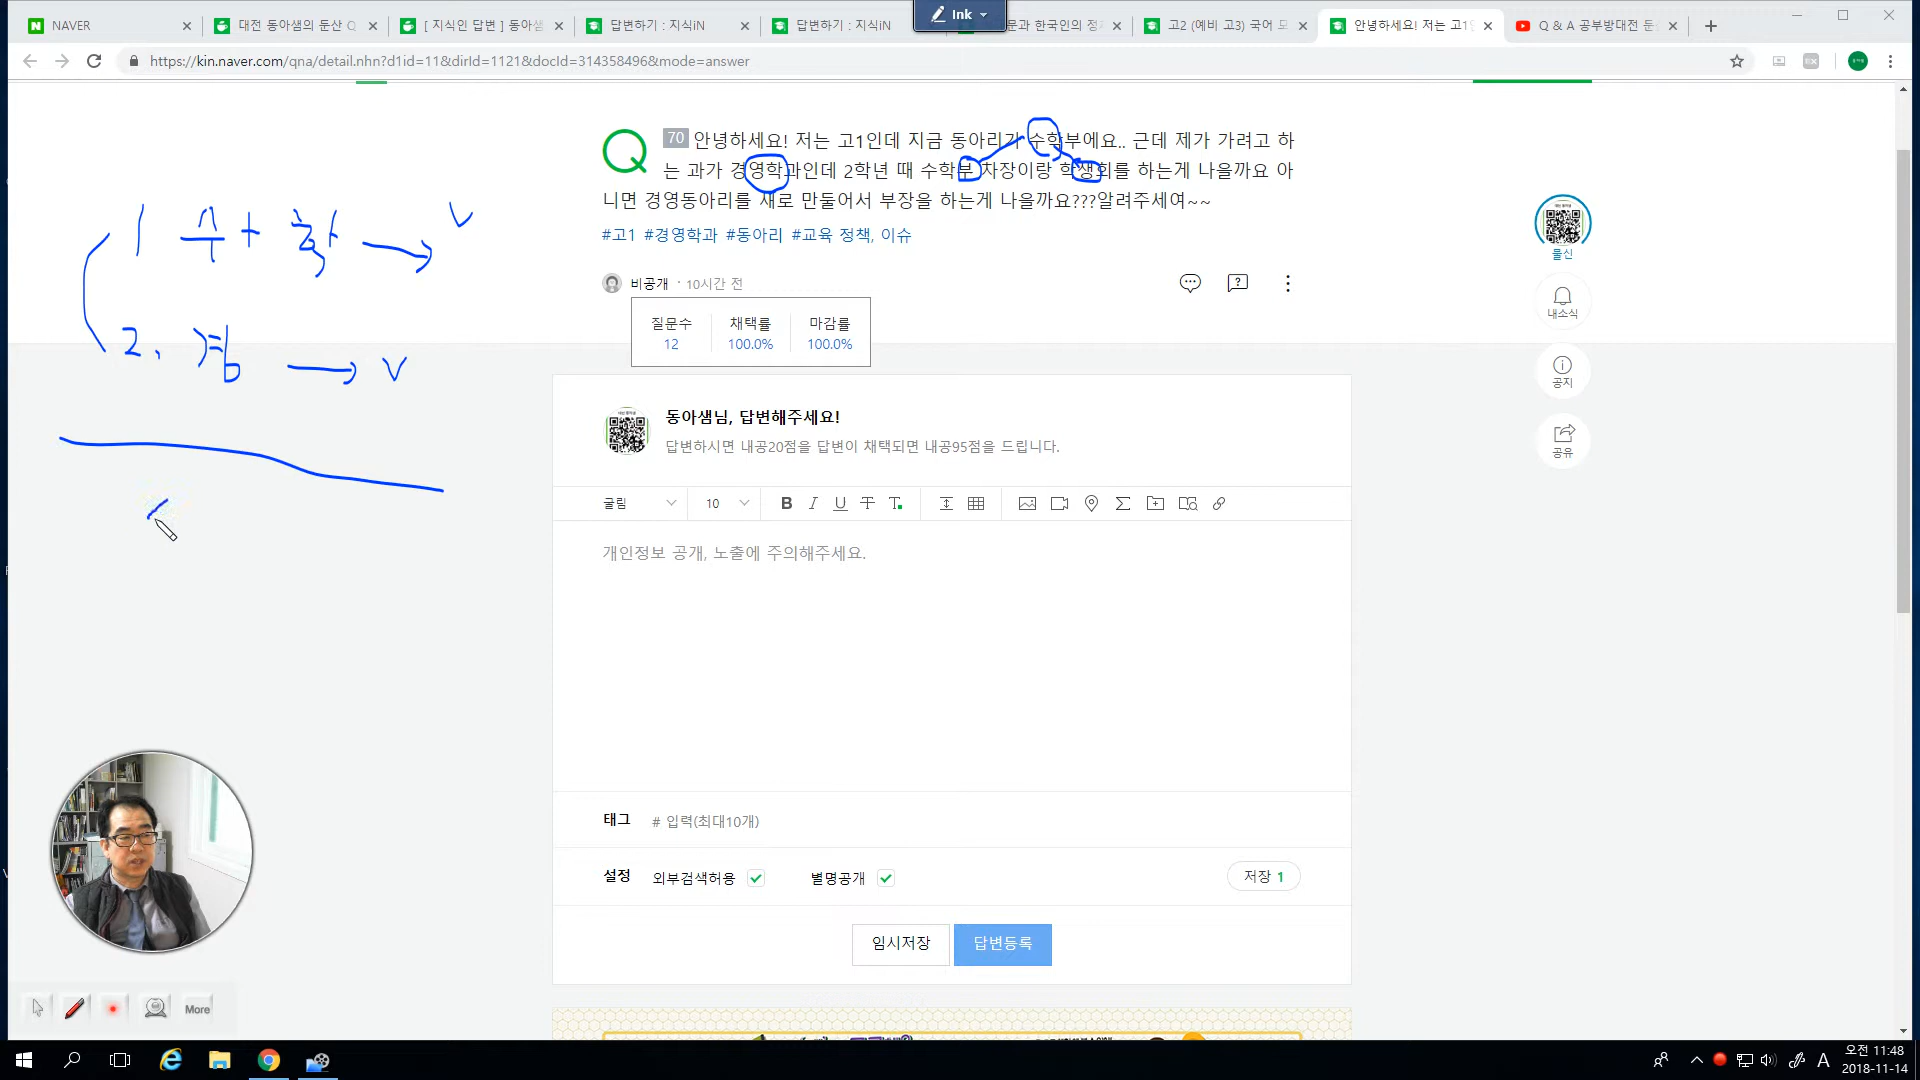 NAVER
대전 동아샘의 둔산 Q
[ 지식인 답변 ] 동아샘
답변하기 : 지식iN
답변하기 : 지식iN
Ink
문과 한국인의 정
고2 (예비 고3) 국어 모
안녕하세요! 저는 고1인
Q & A 공부방대전 둔
https://kin.naver.com/qna/detail.nhn?d1id=11&dirId=1121&docId=314358496&mode=answer
Q
70 안녕하세요! 저는 고1인데 지금 동아리가 수학부에요.. 근데 제가 가려고 하
는 과가 경영학과인데 2학년 때 수학부 차장이랑 학생회를 하는게 나을까요 아
니면 경영동아리를 새로 만들어서 부장을 하는게 나을까요???알려주세여~~
#고1 #경영학과 #동아리 #교육 정책, 이슈
비공개 · 10시간 전
질문수 채택률 마감률
12 100.0% 100.0%
1 수 + 학 → v
2. 경 → v
동아샘님, 답변해주세요!
답변하시면 내공20점을 답변이 채택되면 내공95점을 드립니다.
굴림 10 B I U T T
개인정보 공개, 노출에 주의해주세요.
태그 # 입력(최대10개)
설정 외부검색허용 별명공개 저장 1
임시저장 답변등록
물신
내소식
공지
공유
More
A
오전 11:48
2018-11-14